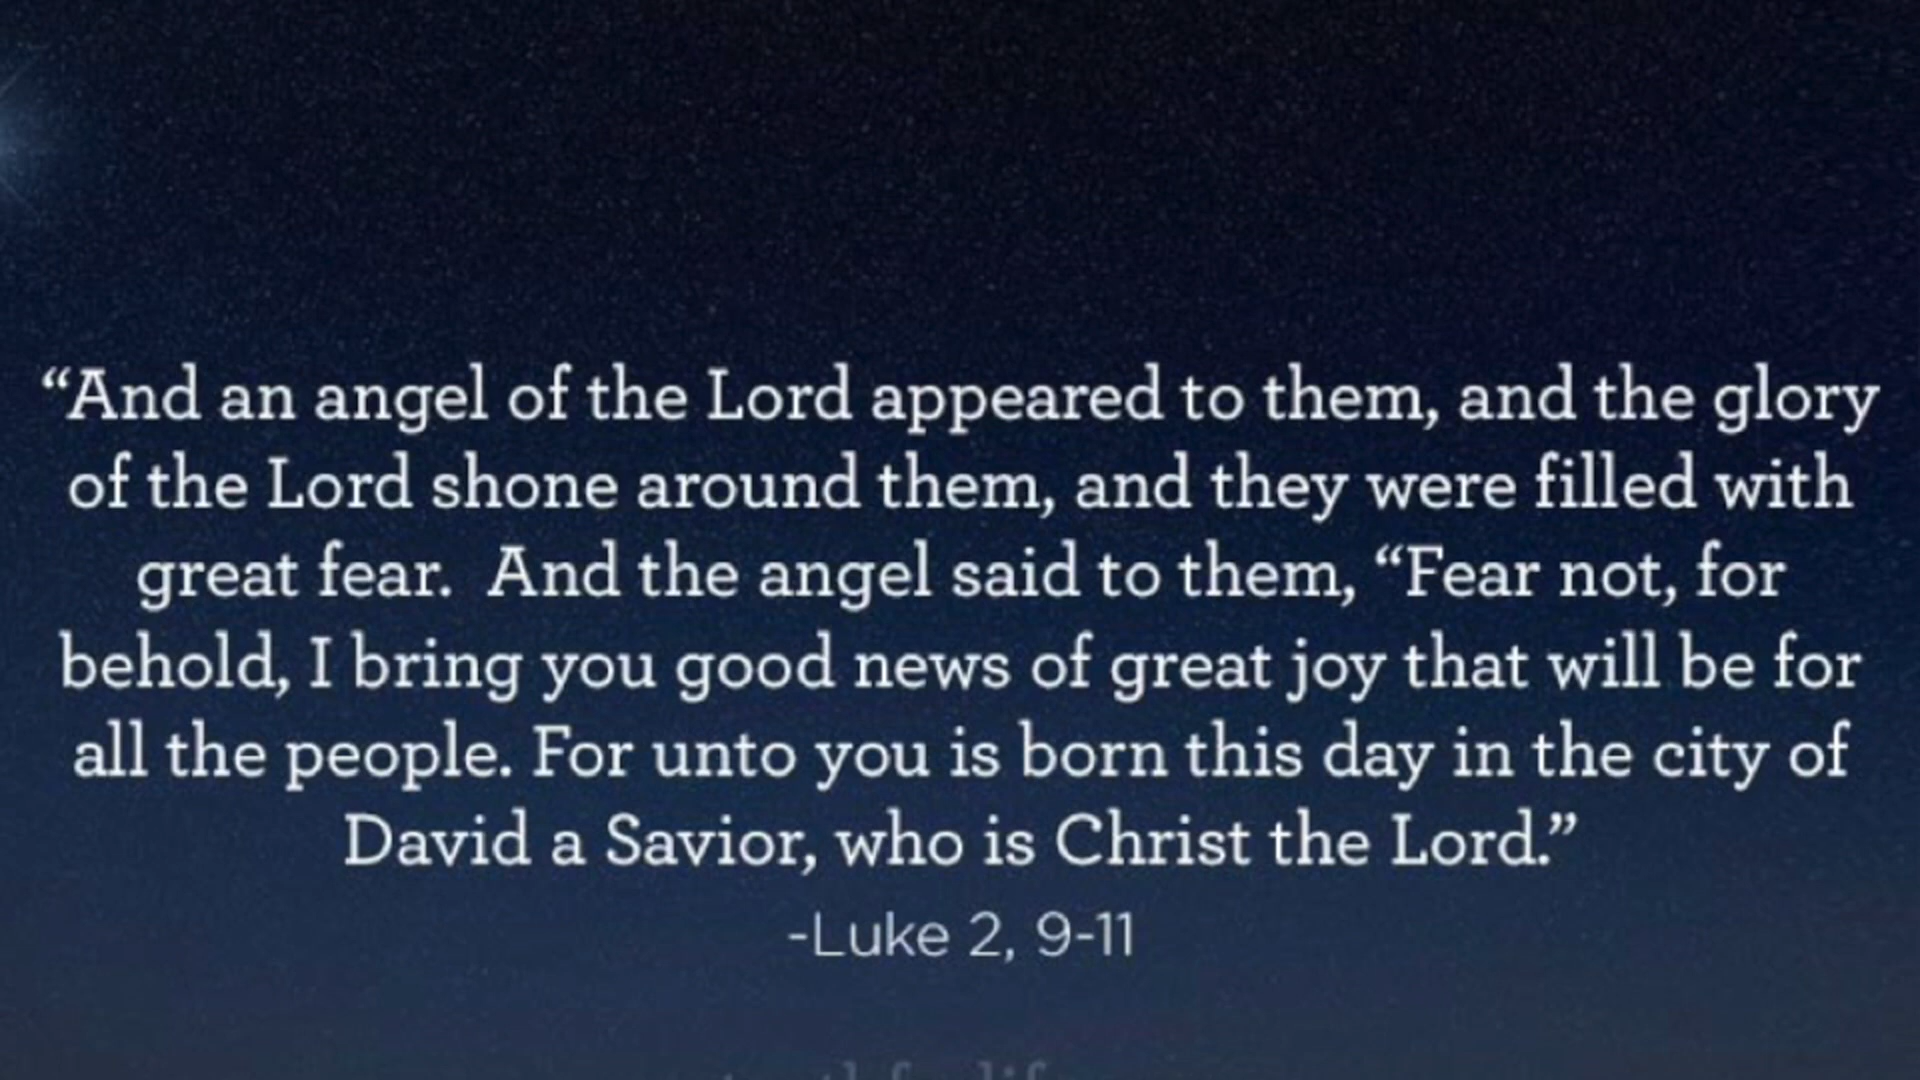 “And an angel of the Lord appeared to them, and the glory
of the Lord shone around them, and they were filled with
great fear.  And the angel said to them, “Fear not, for
behold, I bring you good news of great joy that will be for
all the people. For unto you is born this day in the city of
David a Savior, who is Christ the Lord.”
-Luke 2, 9-11